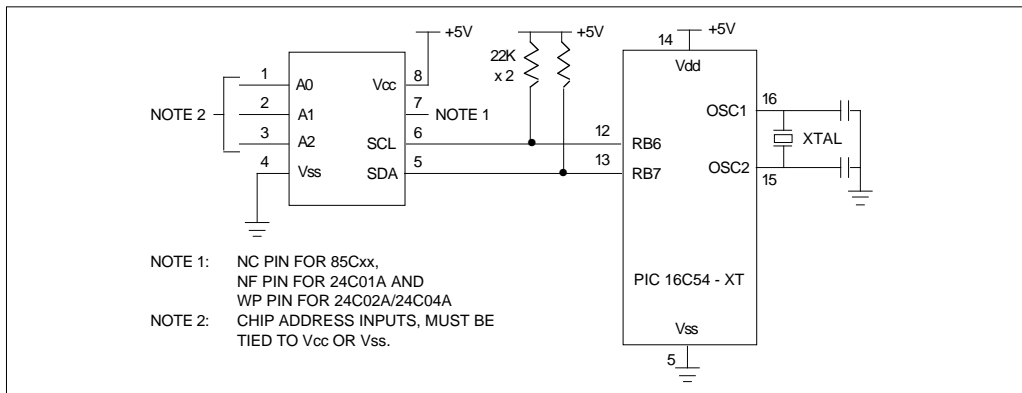 +5V
1 A0 Vcc 8
NOTE 2
2 A1 7 NOTE 1
3 A2 SCL 6
4 Vss SDA 5
22K
x 2
+5V
14 +5V
Vdd
OSC1 16
XTAL
12 RB6
13 RB7
OSC2 15
PIC 16C54 - XT
Vss
5
NOTE 1: NC PIN FOR 85Cxx,
NF PIN FOR 24C01A AND
WP PIN FOR 24C02A/24C04A
NOTE 2: CHIP ADDRESS INPUTS, MUST BE
TIED TO Vcc OR Vss.